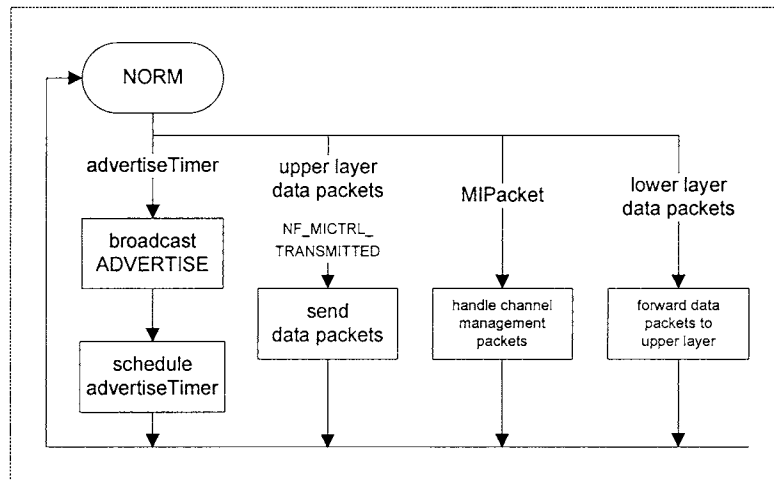 NORM
advertiseTimer
broadcast
ADVERTISE
schedule
advertiseTimer
upper layer
data packets
NF_MICTRL_
TRANSMITTED
send
data packets
MIPacket
handle channel
management
packets
lower layer
data packets
forward data
packets to
upper layer